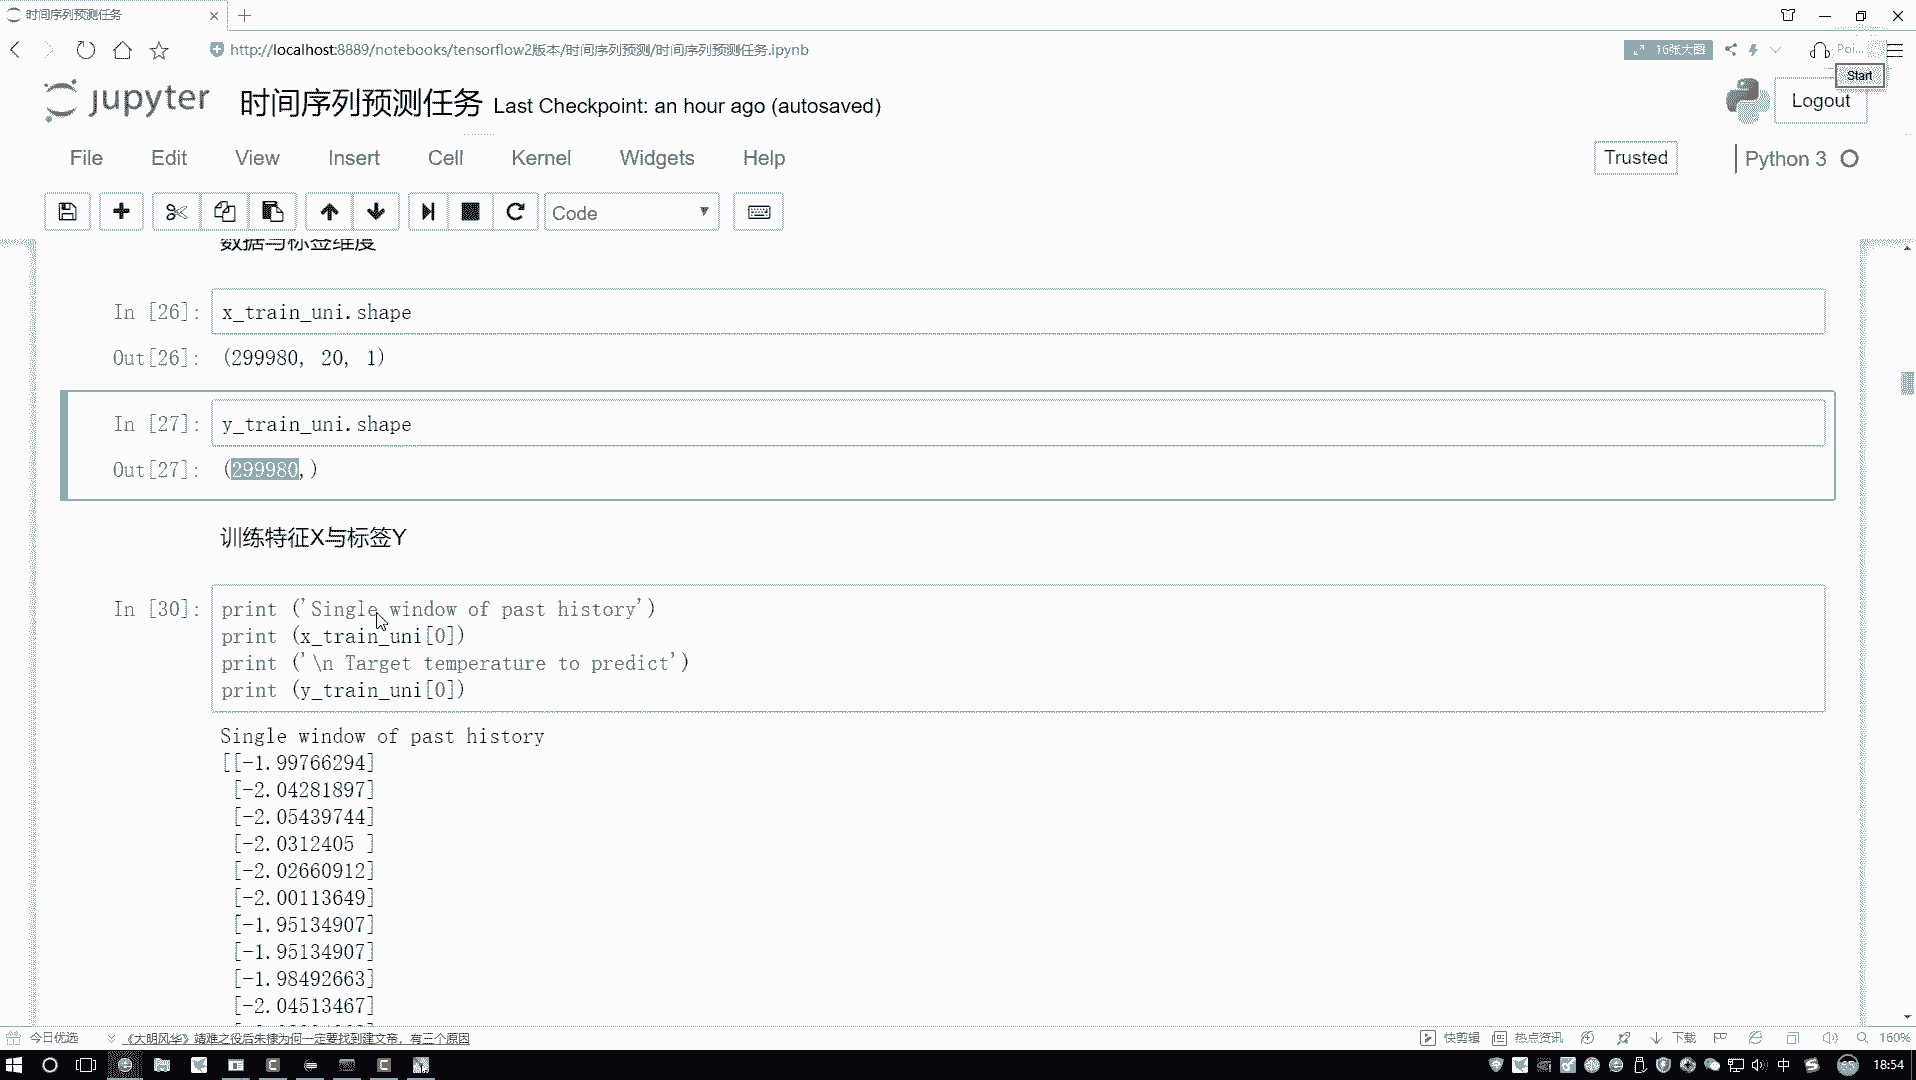 时间序列预测任务
http://localhost:8889/notebooks/tensorflow2版本/时间序列预测/时间序列预测任务.ipynb
16张大图
Poi...
Start
jupyter 时间序列预测任务 Last Checkpoint: an hour ago (autosaved)
Logout
File Edit View Insert Cell Kernel Widgets Help
Trusted
Python 3
Code
数据与标签维度
In [26]: x_train_uni.shape
Out[26]: (299980, 20, 1)
In [27]: y_train_uni.shape
Out[27]: (299980,)
训练特征X与标签Y
In [30]: print ('Single window of past history')
print (x_train_uni[0])
print ('\n Target temperature to predict')
print (y_train_uni[0])
Single window of past history
[[-1.99766294]
[-2.04281897]
[-2.05439744]
[-2.0312405 ]
[-2.02660912]
[-2.00113649]
[-1.95134907]
[-1.95134907]
[-1.98492663]
[-2.04513467]
今日优选 《大明风华》靖难之役后朱棣为何一定要找到建文帝，有三个原因
快剪辑 热点资讯 下载 160%
中 65 18:54